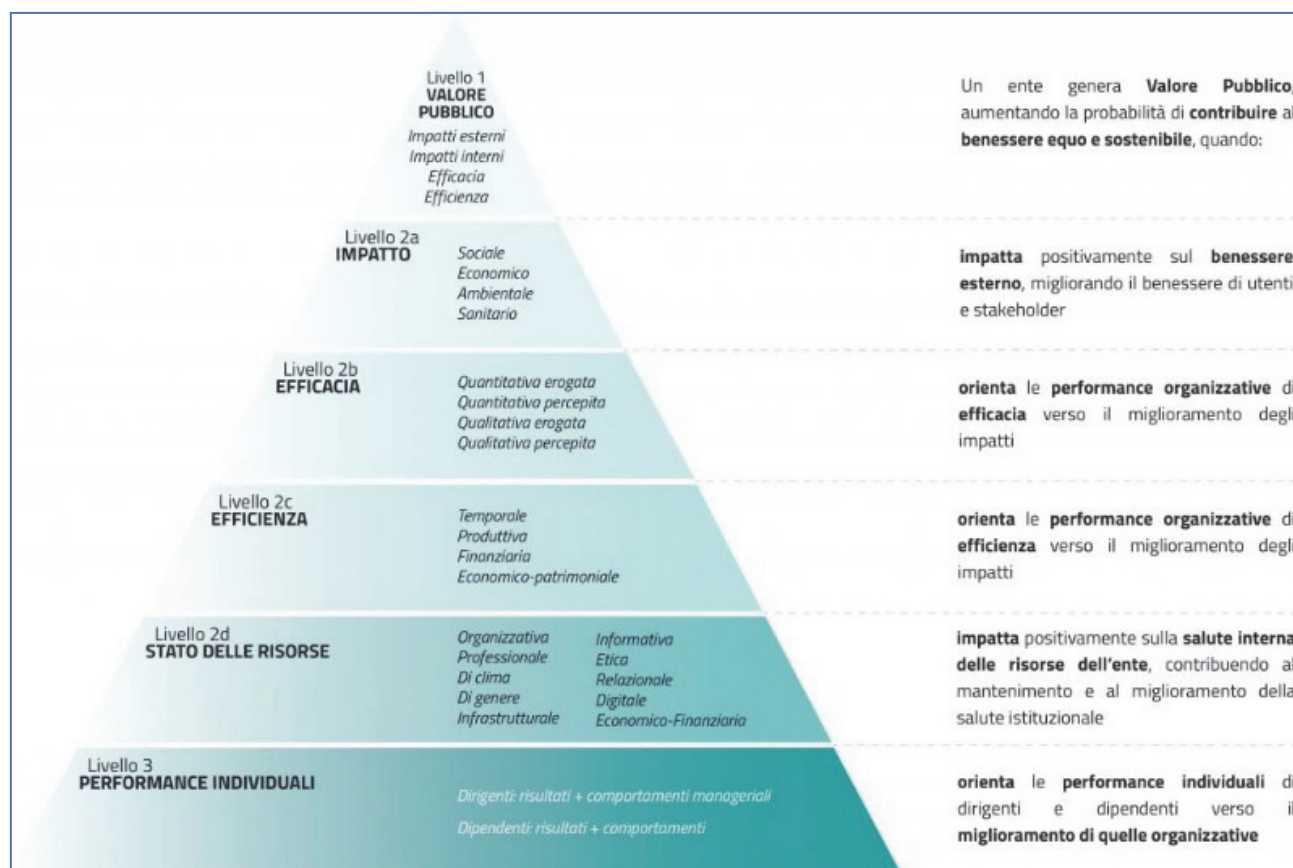 Livello 1
VALORE
PUBBLICO
Impatti esterni
Impatti interni
Efficacia
Efficienza
Un ente genera Valore Pubblico,
aumentando la probabilità di contribuire al
benessere equo e sostenibile, quando:
Livello 2a
IMPATTO
Sociale
Economico
Ambientale
Sanitario
impatta positivamente sul benessere
esterno, migliorando il benessere di utenti
e stakeholder
Livello 2b
EFFICACIA
Quantitativa erogata
Quantitativa percepita
Qualitativa erogata
Qualitativa percepita
orienta le performance organizzative di
efficacia verso il miglioramento degli
impatti
Livello 2c
EFFICIENZA
Temporale
Produttiva
Finanziaria
Economico-patrimoniale
orienta le performance organizzative di
efficienza verso il miglioramento degli
impatti
Livello 2d
STATO DELLE RISORSE
Organizzativa
Professionale
Di clima
Di genere
Infrastrutturale
Informativa
Etica
Relazionale
Digitale
Economico-Finanziaria
impatta positivamente sulla salute interna
delle risorse dell'ente, contribuendo al
mantenimento e al miglioramento della
salute istituzionale
Livello 3
PERFORMANCE INDIVIDUALI
Dirigenti: risultati + comportamenti manageriali
Dipendenti: risultati + comportamenti
orienta le performance individuali di
dirigenti e dipendenti verso il
miglioramento di quelle organizzative